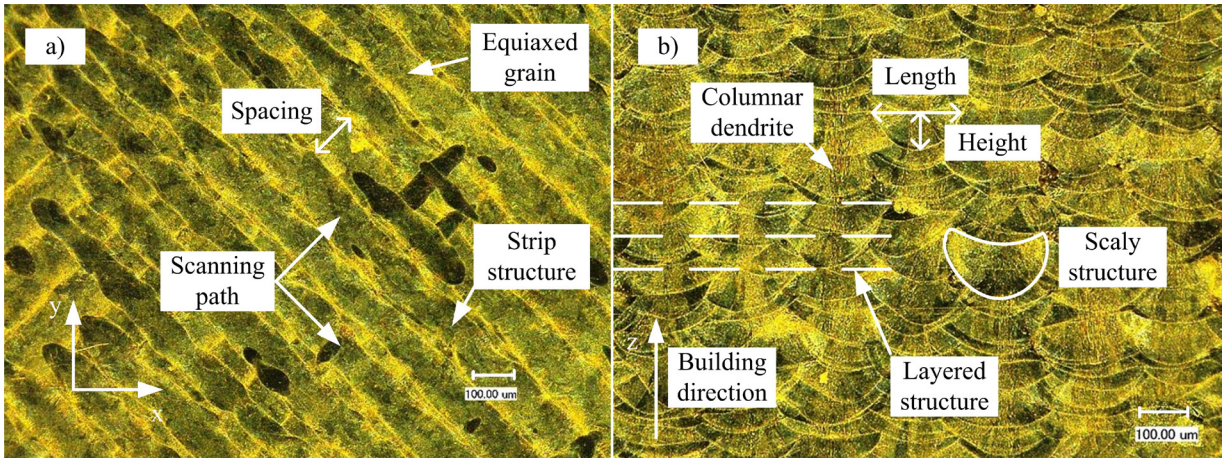 a)
Equiaxed
grain
Spacing
Scanning
path
Strip
structure
y
x
100.00 um
b)
Length
Columnar
dendrite
Height
Scaly
structure
z
Building
direction
Layered
structure
100.00 um